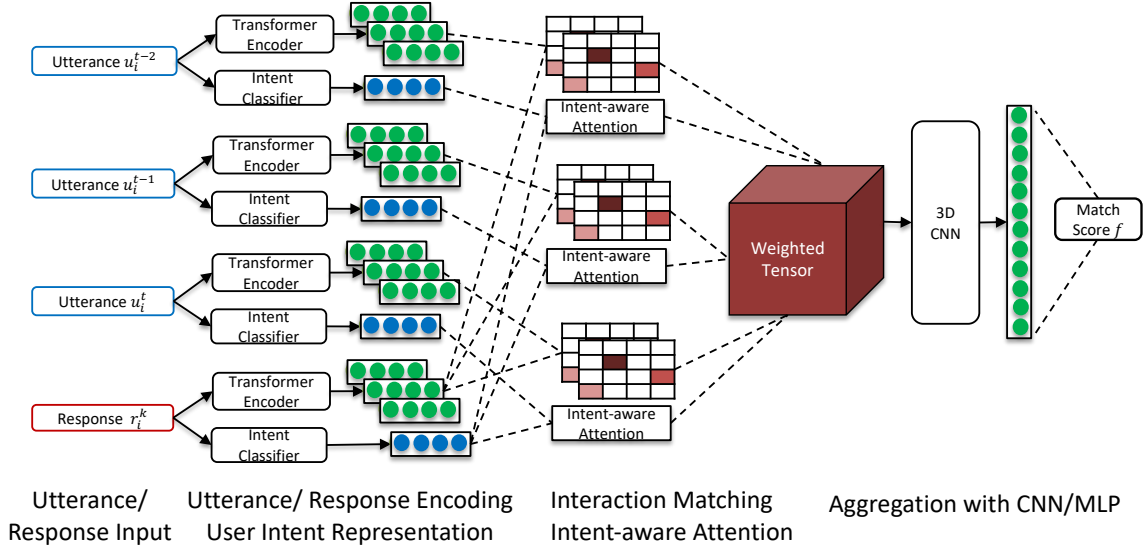 Transformer
Encoder
Utterance u_i^{t−2}
Intent
Classifier
Intent-aware
Attention
Transformer
Encoder
Utterance u_i^{t−1}
Intent
Classifier
Intent-aware
Attention
Transformer
Encoder
Utterance u_i^t
Intent
Classifier
Transformer
Encoder
Response r_i^k
Intent
Classifier
Intent-aware
Attention
Weighted
Tensor
3D
CNN
Match
Score f
Utterance/
Response Input
Utterance/ Response Encoding
User Intent Representation
Interaction Matching
Intent-aware Attention
Aggregation with CNN/MLP